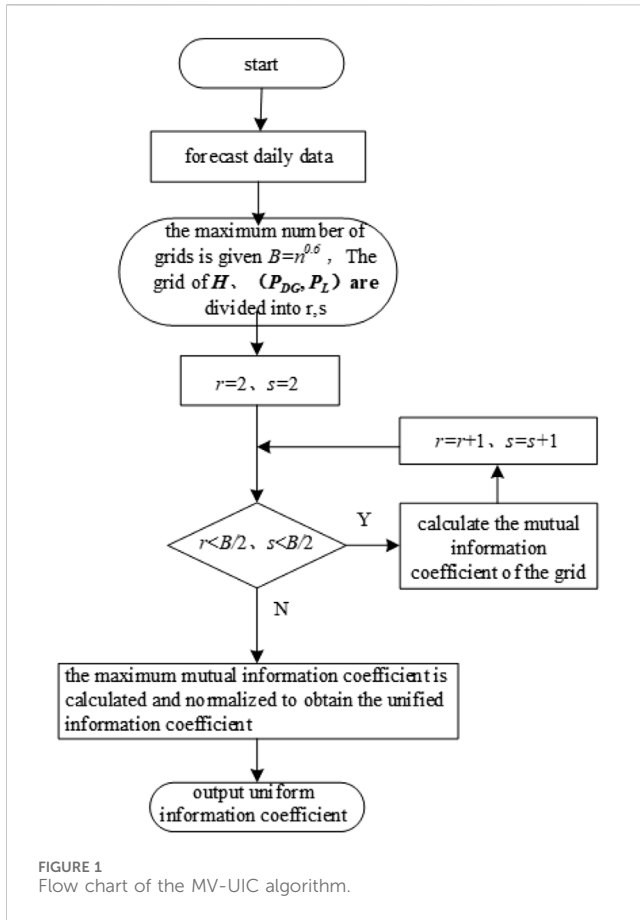 start
forecast daily data
the maximum number of
grids is given B=n^0.6 , The
grid of H、 (P_DG, P_L) are
divided into r,s
r=2、s=2
r=r+1、s=s+1
r<B/2、s<B/2
Y
calculate the mutual
information
coefficient of the grid
N
the maximum mutual information coefficient is
calculated and normalized to obtain the unified
information coefficient
output uniform
information coefficient
FIGURE 1
Flow chart of the MV-UIC algorithm.